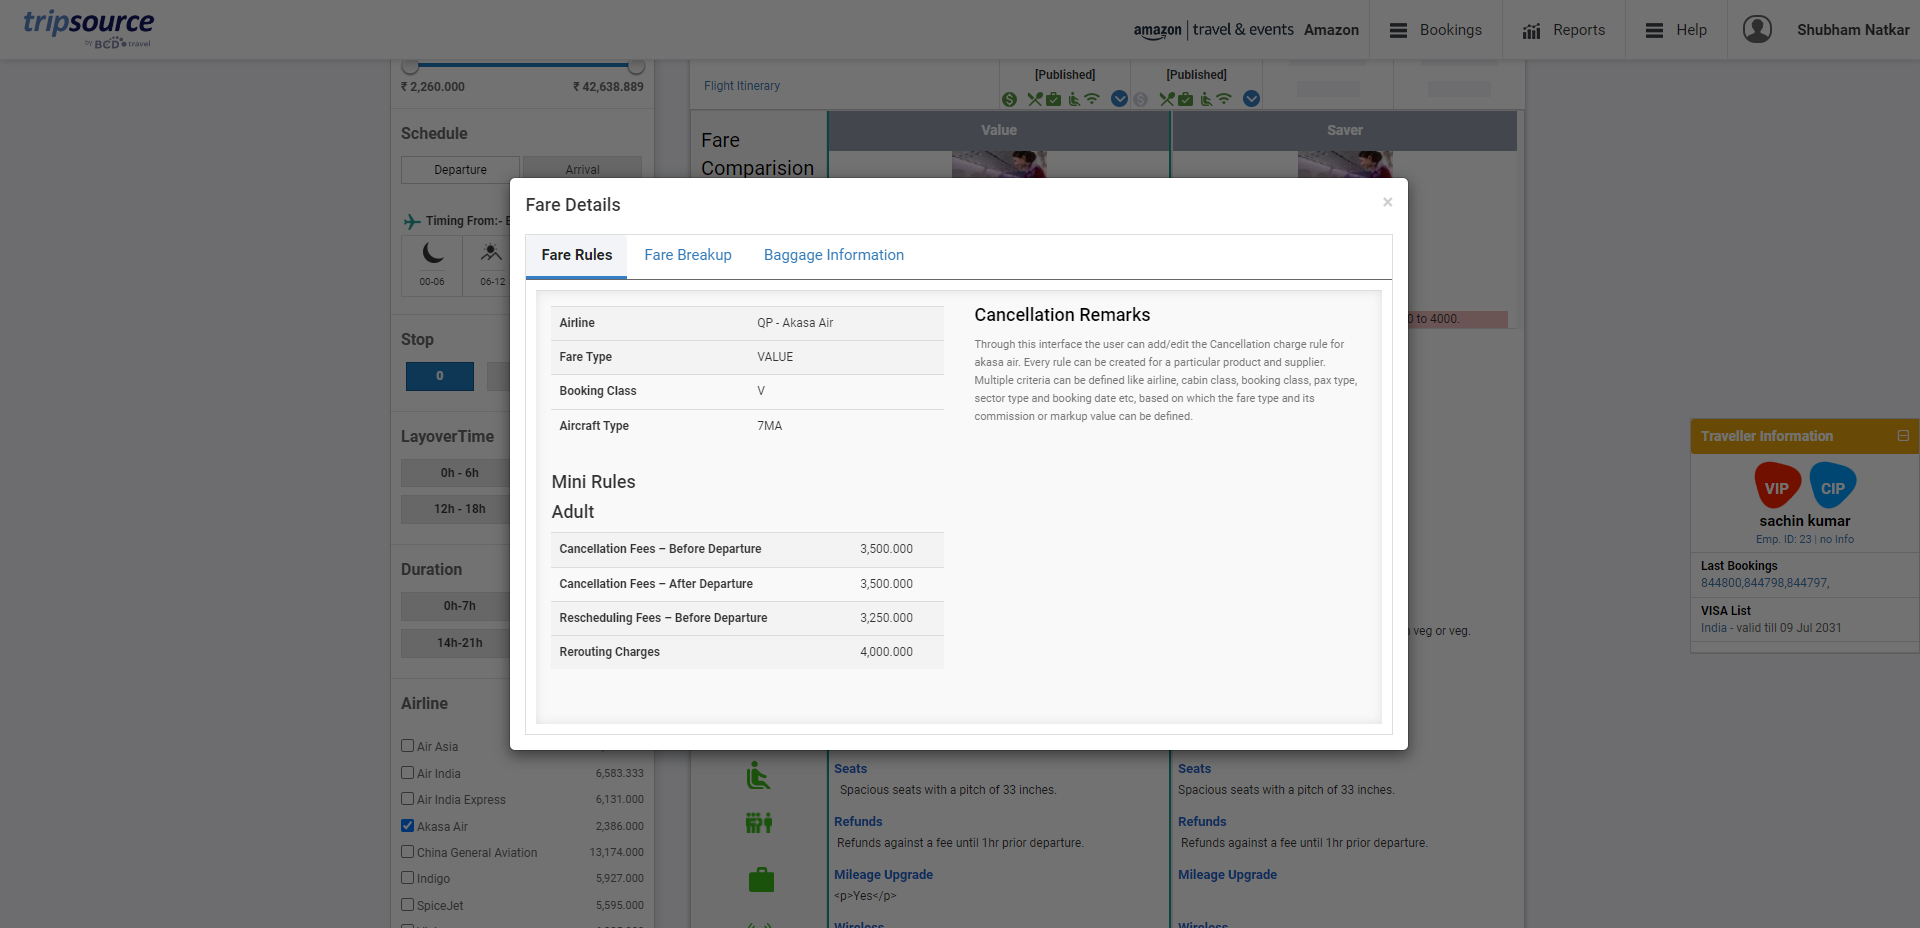 tripsource
by BCD travel
amazon | travel & events Amazon
Bookings
Reports
Help
Shubham Natkar
₹ 2,260.000
₹ 42,638.889
Schedule
Departure
Arrival
Timing From:-
00-06
06-12
Stop
0
LayoverTime
0h - 6h
12h - 18h
Duration
0h-7h
14h-21h
Airline
Air Asia
Air India
6,583.333
Air India Express
6,131.000
Akasa Air
2,386.000
China General Aviation
13,174.000
Indigo
5,927.000
SpiceJet
5,595.000
Flight Itinerary
[Published]
[Published]
Fare
Comparision
Value
Saver
Fare Details
×
Fare Rules
Fare Breakup
Baggage Information
Airline
QP - Akasa Air
Fare Type
VALUE
Booking Class
V
Aircraft Type
7MA
Mini Rules
Adult
Cancellation Fees – Before Departure
3,500.000
Cancellation Fees – After Departure
3,500.000
Rescheduling Fees – Before Departure
3,250.000
Rerouting Charges
4,000.000
Cancellation Remarks
Through this interface the user can add/edit the Cancellation charge rule for
akasa air. Every rule can be created for a particular product and supplier.
Multiple criteria can be defined like airline, cabin class, booking class, pax type,
sector type and booking date etc, based on which the fare type and its
commission or markup value can be defined.
0 to 4000.
veg or veg.
Seats
Spacious seats with a pitch of 33 inches.
Seats
Spacious seats with a pitch of 33 inches.
Refunds
Refunds against a fee until 1hr prior departure.
Refunds
Refunds against a fee until 1hr prior departure.
Mileage Upgrade
<p>Yes</p>
Mileage Upgrade
Wireless
Wireless
Traveller Information
VIP
CIP
sachin kumar
Emp. ID: 23 | no Info
Last Bookings
844800,844798,844797,
VISA List
India - valid till 09 Jul 2031